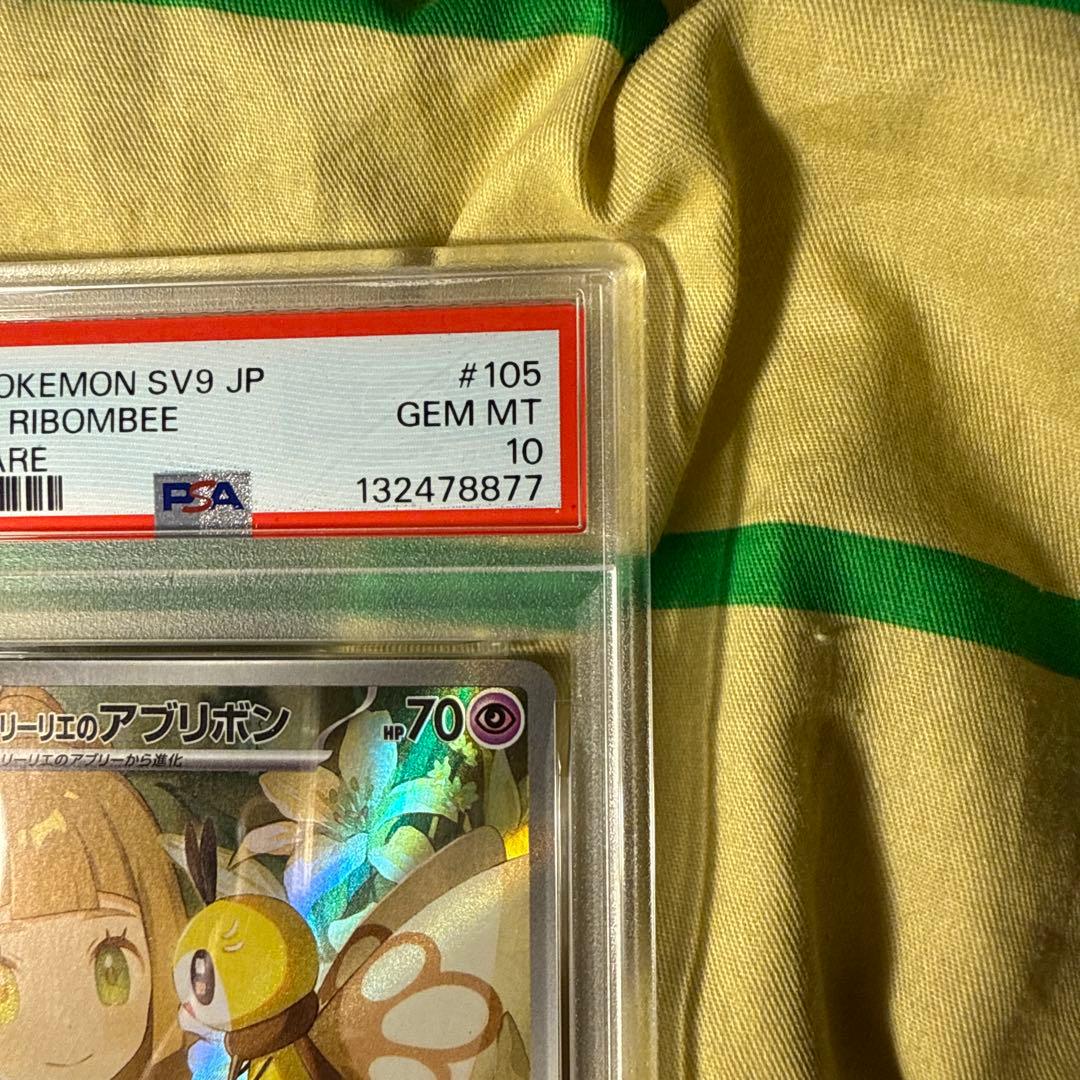 OKEMON SV9 JP #105
RIBOMBEE GEM MT
ARE 10
PSA 132478877
リーリエのアブリボン HP70
リーリエのアブリーから進化